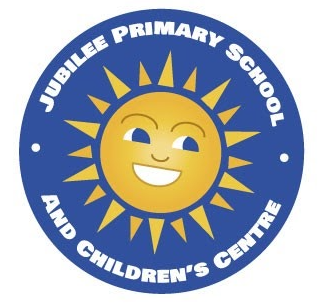 JUBILEE PRIMARY SCHOOL
AND CHILDREN'S CENTRE